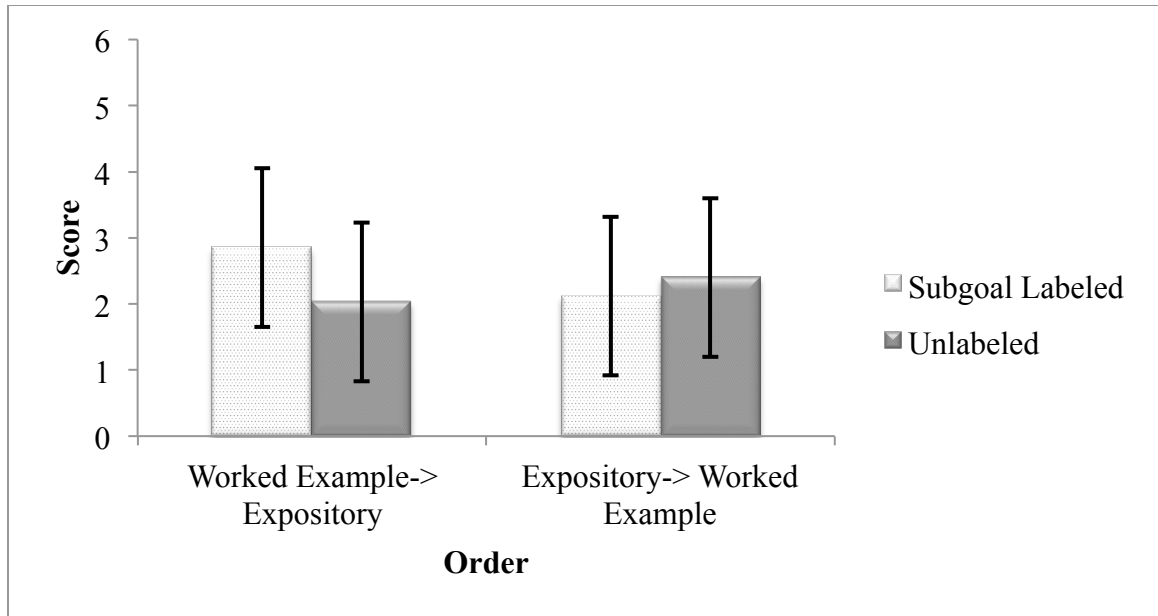 6
5
4
3
2
1
0
Score
Worked Example->
Expository
Expository-> Worked
Example
Order
Subgoal Labeled
Unlabeled